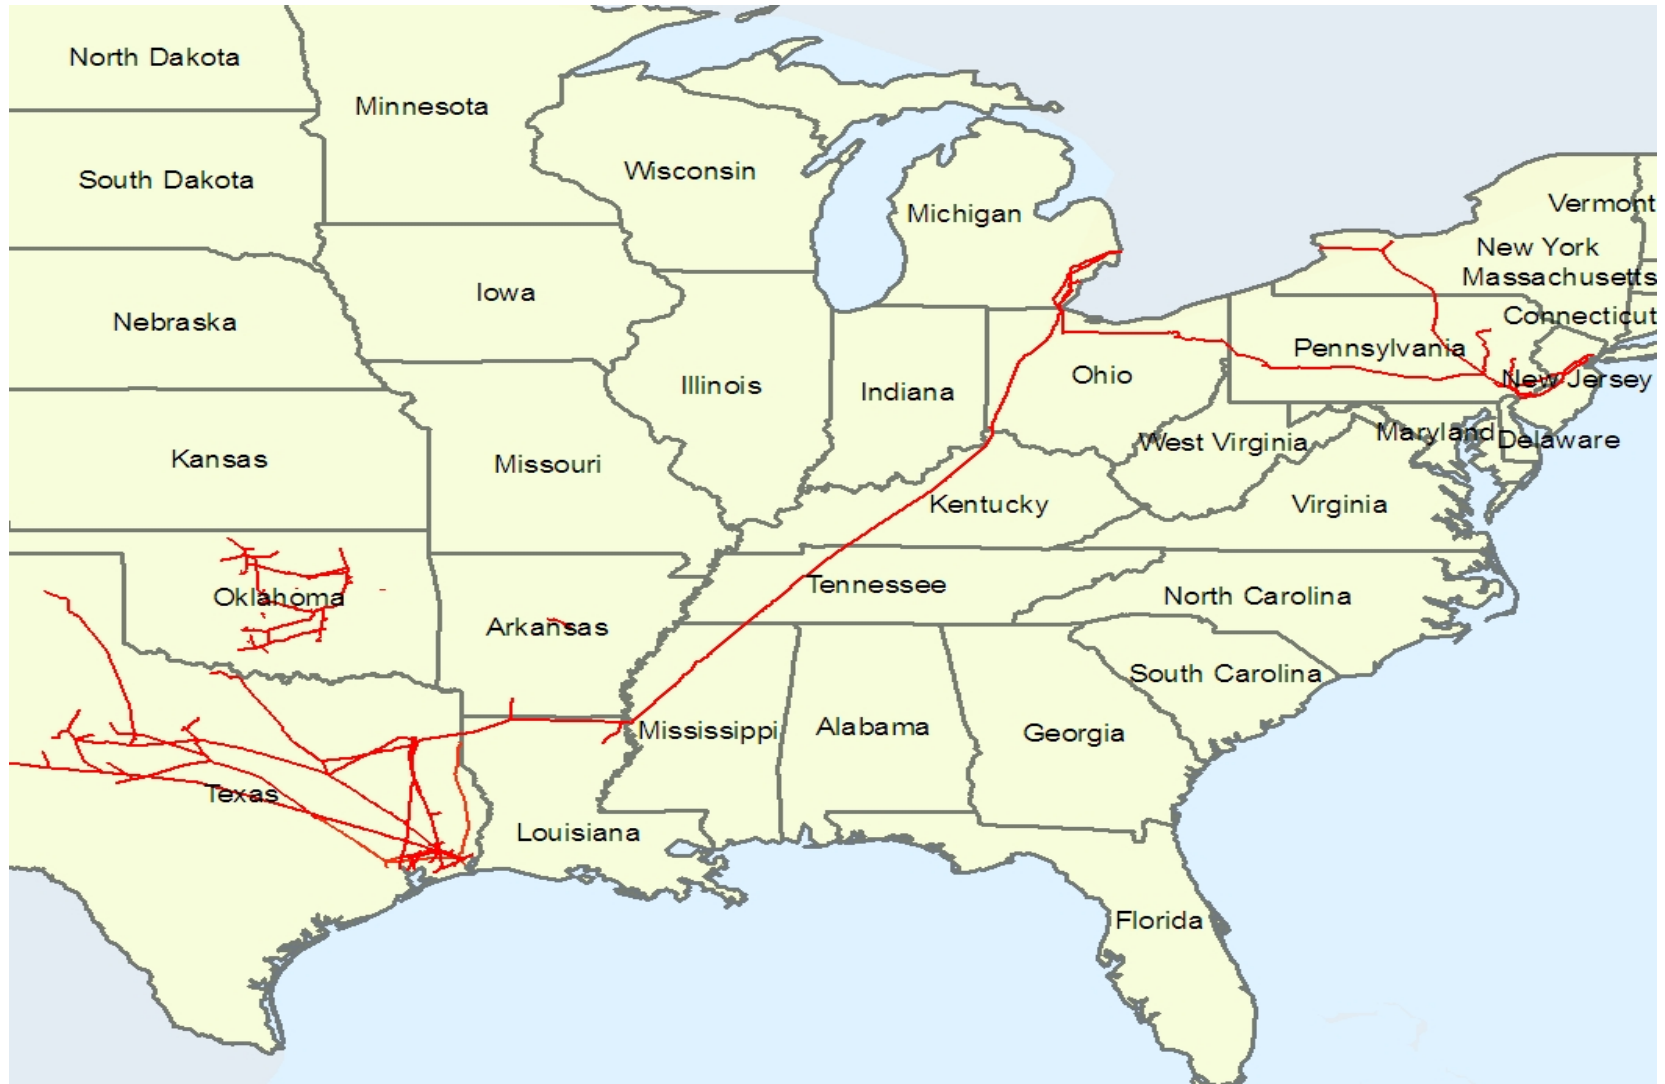 North Dakota
Minnesota
South Dakota
Wisconsin
Michigan
Vermont
New York
Massachusetts
Iowa
Nebraska
Connecticut
Pennsylvania
Ohio
New Jersey
Illinois
Indiana
Maryland
Delaware
West Virginia
Kansas
Missouri
Kentucky
Virginia
Tennessee
Oklahoma
North Carolina
Arkansas
South Carolina
Mississippi
Alabama
Georgia
Texas
Louisiana
Florida